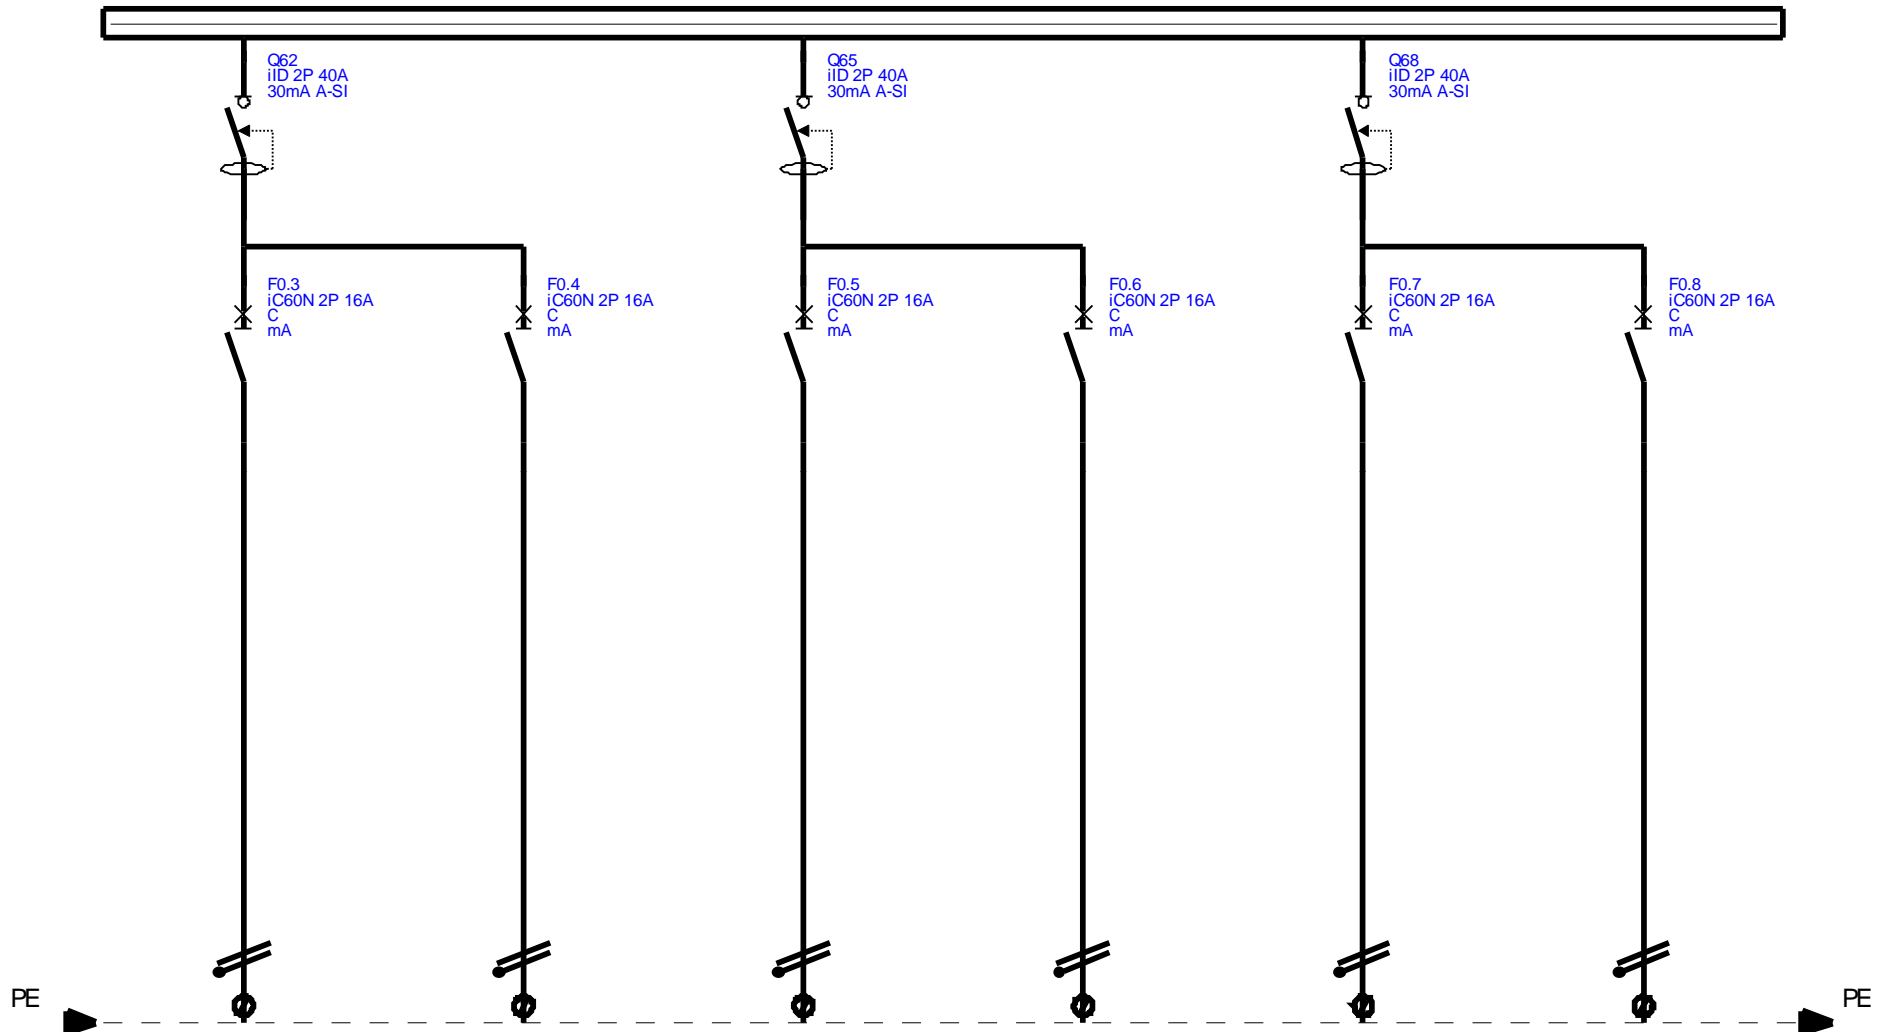 Q62
iID 2P 40A
30mA A-SI
Q65
iID 2P 40A
30mA A-SI
Q68
iID 2P 40A
30mA A-SI
F0.3
iC60N 2P 16A
C
mA
F0.4
iC60N 2P 16A
C
mA
F0.5
iC60N 2P 16A
C
mA
F0.6
iC60N 2P 16A
C
mA
F0.7
iC60N 2P 16A
C
mA
F0.8
iC60N 2P 16A
C
mA
PE
PE